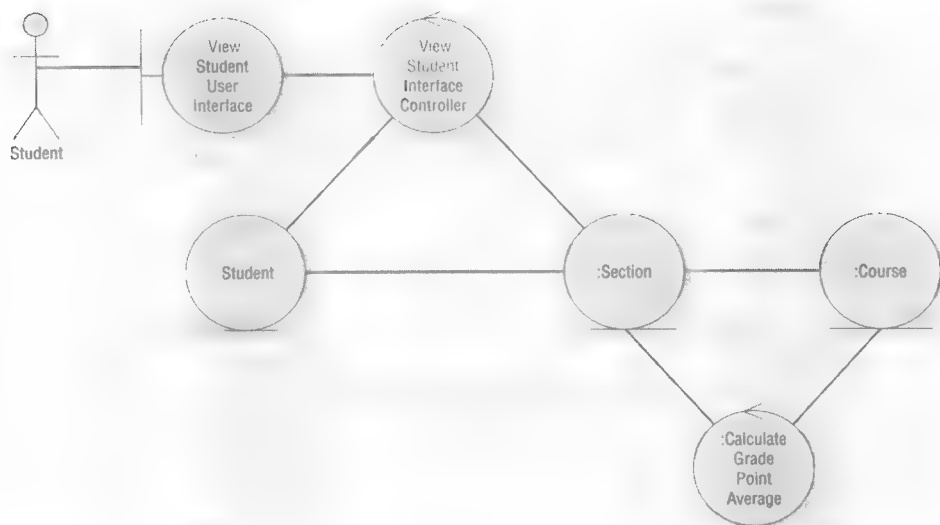 View
Student
User
Interface
View
Student
Interface
Controller
Student
Student
:Section
:Course
:Calculate
Grade
Point
Average